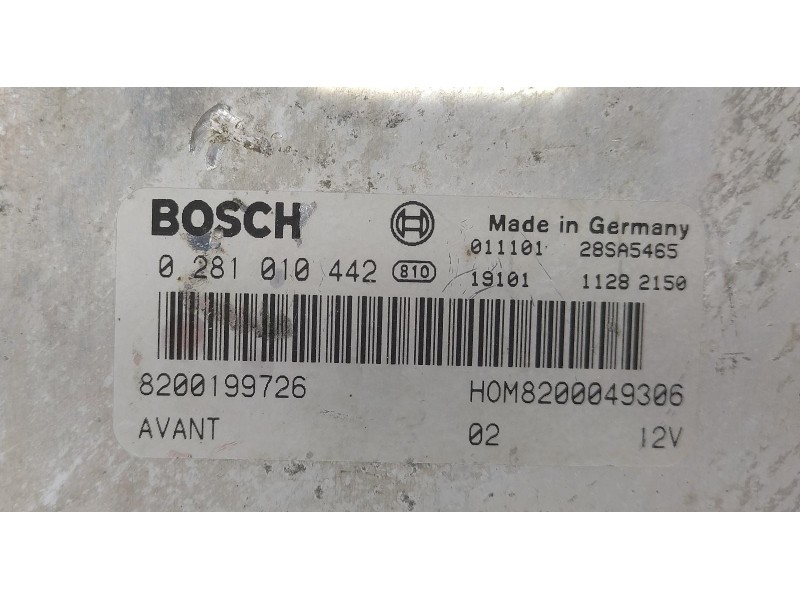 BOSCH Made in Germany
011101 28SA5465
0 281 010 442 810 19101 1128 2150
8200199726 HOM8200049306
AVANT 02 12V